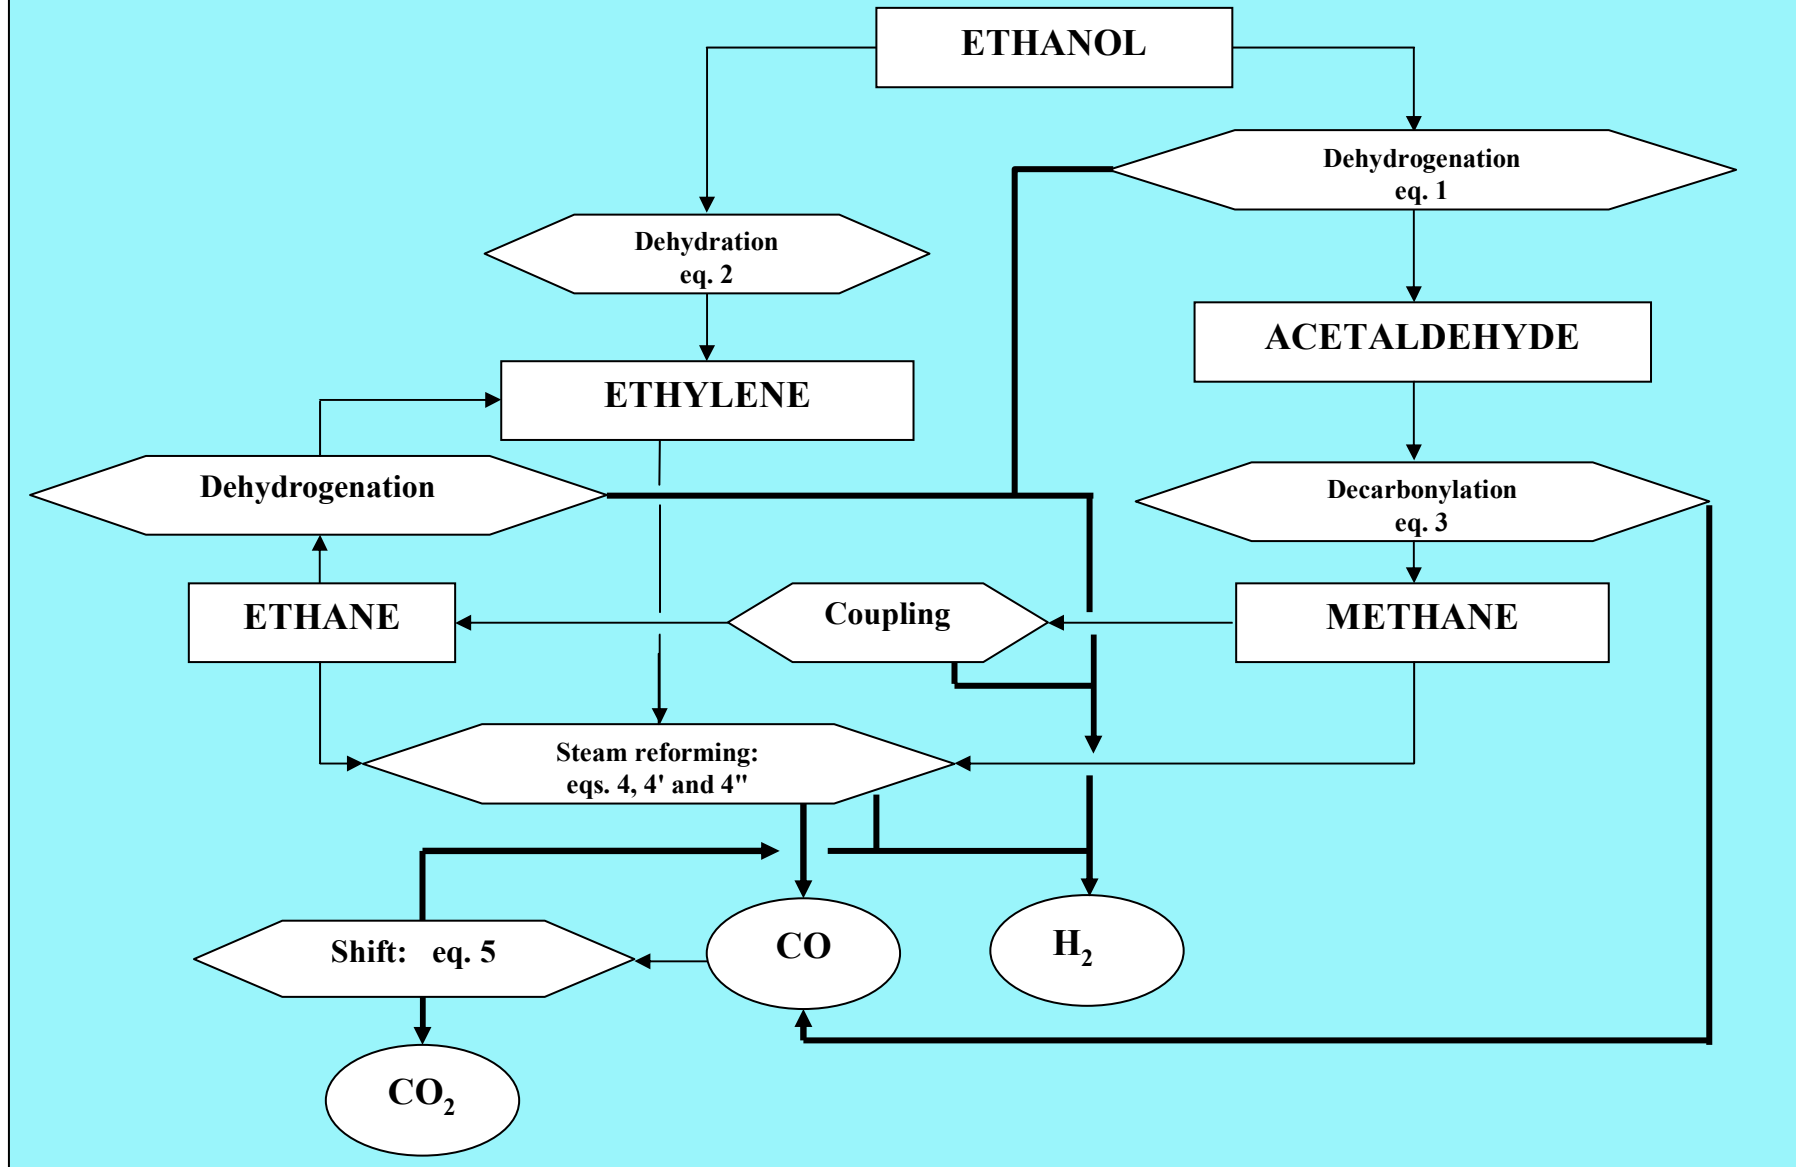 ETHANOL
Dehydrogenation
eq. 1
Dehydration
eq. 2
ACETALDEHYDE
ETHYLENE
Dehydrogenation
Decarbonylation
eq. 3
ETHANE
Coupling
METHANE
Steam reforming:
eqs. 4, 4' and 4"
Shift: eq. 5
CO
H₂
CO₂